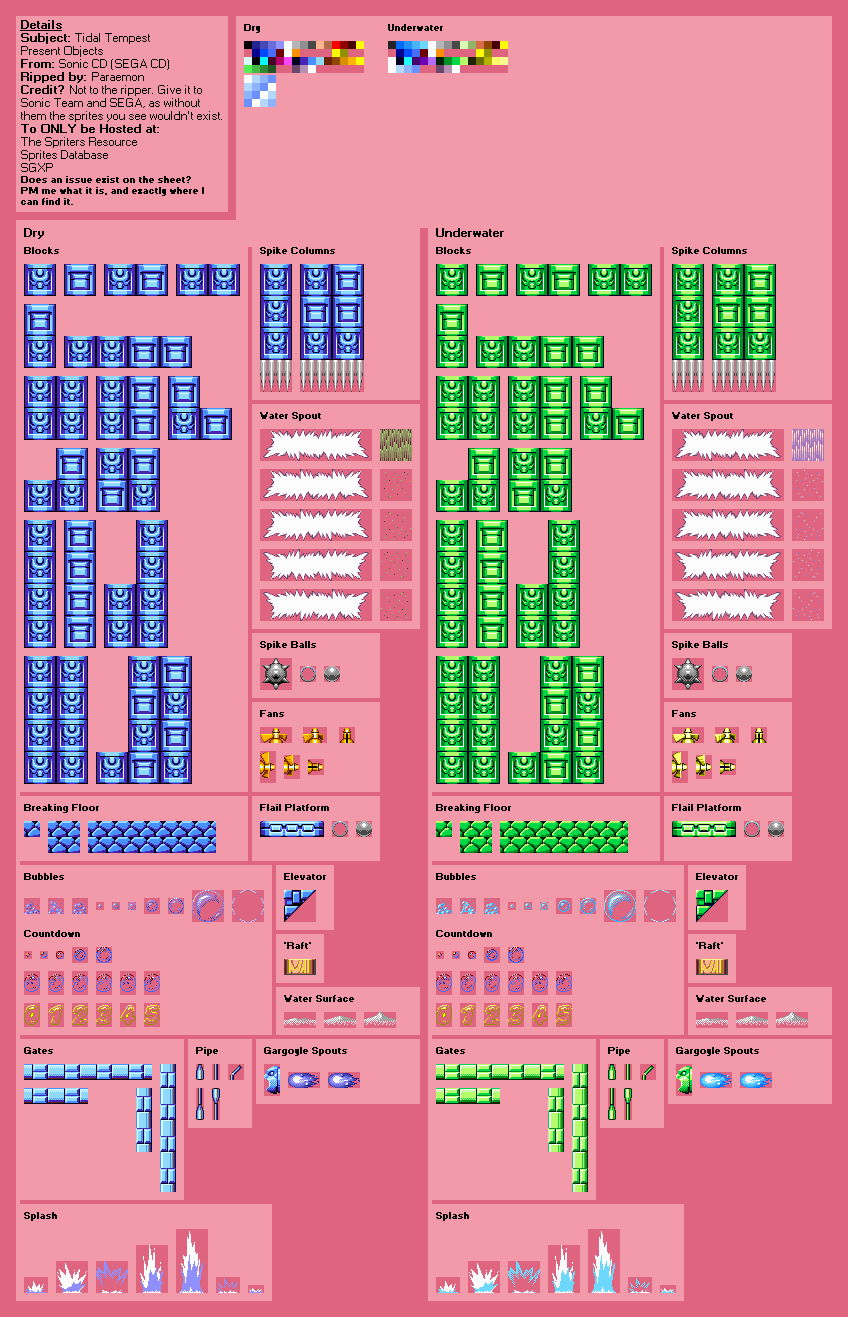 Details
Subject: Tidal Tempest
Present Objects
From: Sonic CD (SEGA CD)
Ripped by: Paraemon
Credit? Not to the ripper. Give it to
Sonic Team and SEGA, as without
them the sprites you see wouldn't exist.
To ONLY be Hosted at:
The Spriters Resource
Sprites Database
SGXP
Does an issue exist on the sheet?
PM me what it is, and exactly where I
can find it.
Dry
Underwater
Dry
Blocks
Spike Columns
Water Spout
Spike Balls
Fans
Breaking Floor
Flail Platform
Bubbles
Elevator
Countdown
"Raft"
Water Surface
Gates
Pipe
Gargoyle Spouts
Splash
Underwater
Blocks
Spike Columns
Water Spout
Spike Balls
Fans
Breaking Floor
Flail Platform
Bubbles
Elevator
Countdown
"Raft"
Water Surface
Gates
Pipe
Gargoyle Spouts
Splash